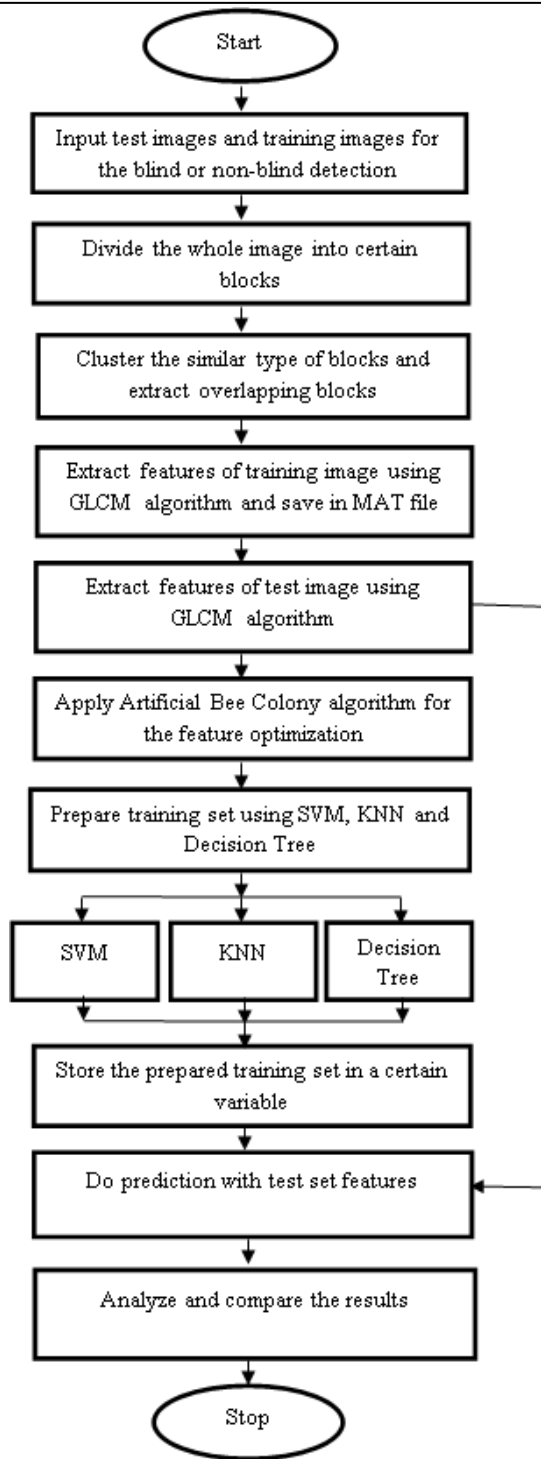 Start
Input test images and training images for
the blind or non-blind detection
Divide the whole image into certain
blocks
Cluster the similar type of blocks and
extract overlapping blocks
Extract features of training image using
GLCM algorithm and save in MAT file
Extract features of test image using
GLCM algorithm
Apply Artificial Bee Colony algorithm for
the feature optimization
Prepare training set using SVM, KNN and
Decision Tree
SVM
KNN
Decision
Tree
Store the prepared training set in a certain
variable
Do prediction with test set features
Analyze and compare the results
Stop